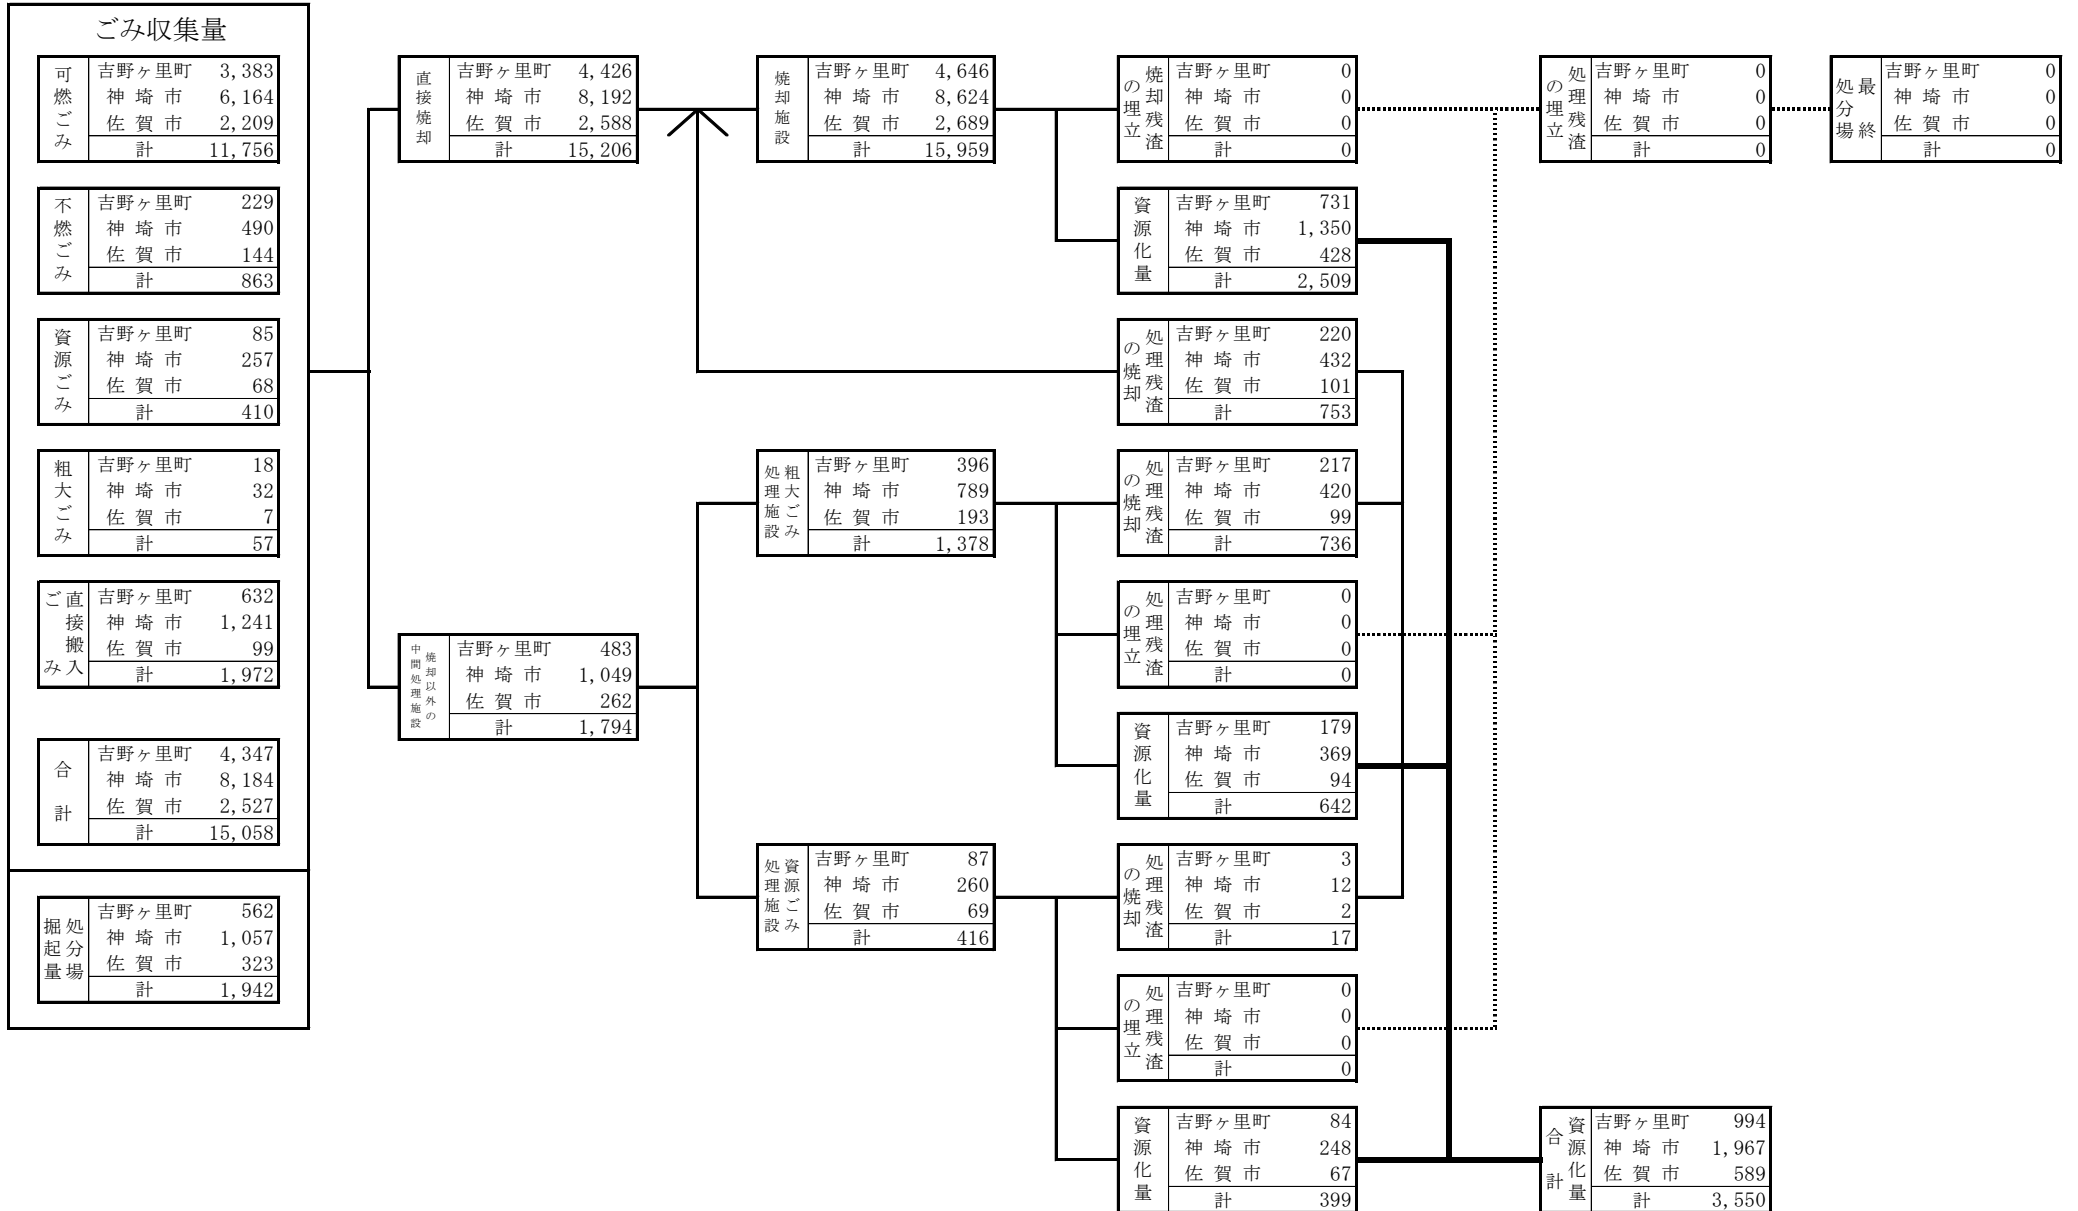 ごみ収集量
可燃ごみ
吉野ヶ里町 3,383
神埼市 6,164
佐賀市 2,209
計 11,756
不燃ごみ
吉野ヶ里町 229
神埼市 490
佐賀市 144
計 863
資源ごみ
吉野ヶ里町 85
神埼市 257
佐賀市 68
計 410
粗大ごみ
吉野ヶ里町 18
神埼市 32
佐賀市 7
計 57
直接搬入
ごみ
吉野ヶ里町 632
神埼市 1,241
佐賀市 99
計 1,972
合計
吉野ヶ里町 4,347
神埼市 8,184
佐賀市 2,527
計 15,058
処分場
掘起量
吉野ヶ里町 562
神埼市 1,057
佐賀市 323
計 1,942
直接焼却
吉野ヶ里町 4,426
神埼市 8,192
佐賀市 2,588
計 15,206
焼却以外の
中間処理施設
吉野ヶ里町 483
神埼市 1,049
佐賀市 262
計 1,794
焼却施設
吉野ヶ里町 4,646
神埼市 8,624
佐賀市 2,689
計 15,959
粗大ごみ
処理施設
吉野ヶ里町 396
神埼市 789
佐賀市 193
計 1,378
資源ごみ
処理施設
吉野ヶ里町 87
神埼市 260
佐賀市 69
計 416
焼却残渣
の埋立
吉野ヶ里町 0
神埼市 0
佐賀市 0
計 0
資源化量
吉野ヶ里町 731
神埼市 1,350
佐賀市 428
計 2,509
処理残渣
の焼却
吉野ヶ里町 220
神埼市 432
佐賀市 101
計 753
処理残渣
の焼却
吉野ヶ里町 217
神埼市 420
佐賀市 99
計 736
処理残渣
の埋立
吉野ヶ里町 0
神埼市 0
佐賀市 0
計 0
資源化量
吉野ヶ里町 179
神埼市 369
佐賀市 94
計 642
処理残渣
の焼却
吉野ヶ里町 3
神埼市 12
佐賀市 2
計 17
処理残渣
の埋立
吉野ヶ里町 0
神埼市 0
佐賀市 0
計 0
資源化量
吉野ヶ里町 84
神埼市 248
佐賀市 67
計 399
処理残渣
の埋立
吉野ヶ里町 0
神埼市 0
佐賀市 0
計 0
最終
処分場
吉野ヶ里町 0
神埼市 0
佐賀市 0
計 0
資源化量
合計
吉野ヶ里町 994
神埼市 1,967
佐賀市 589
計 3,550